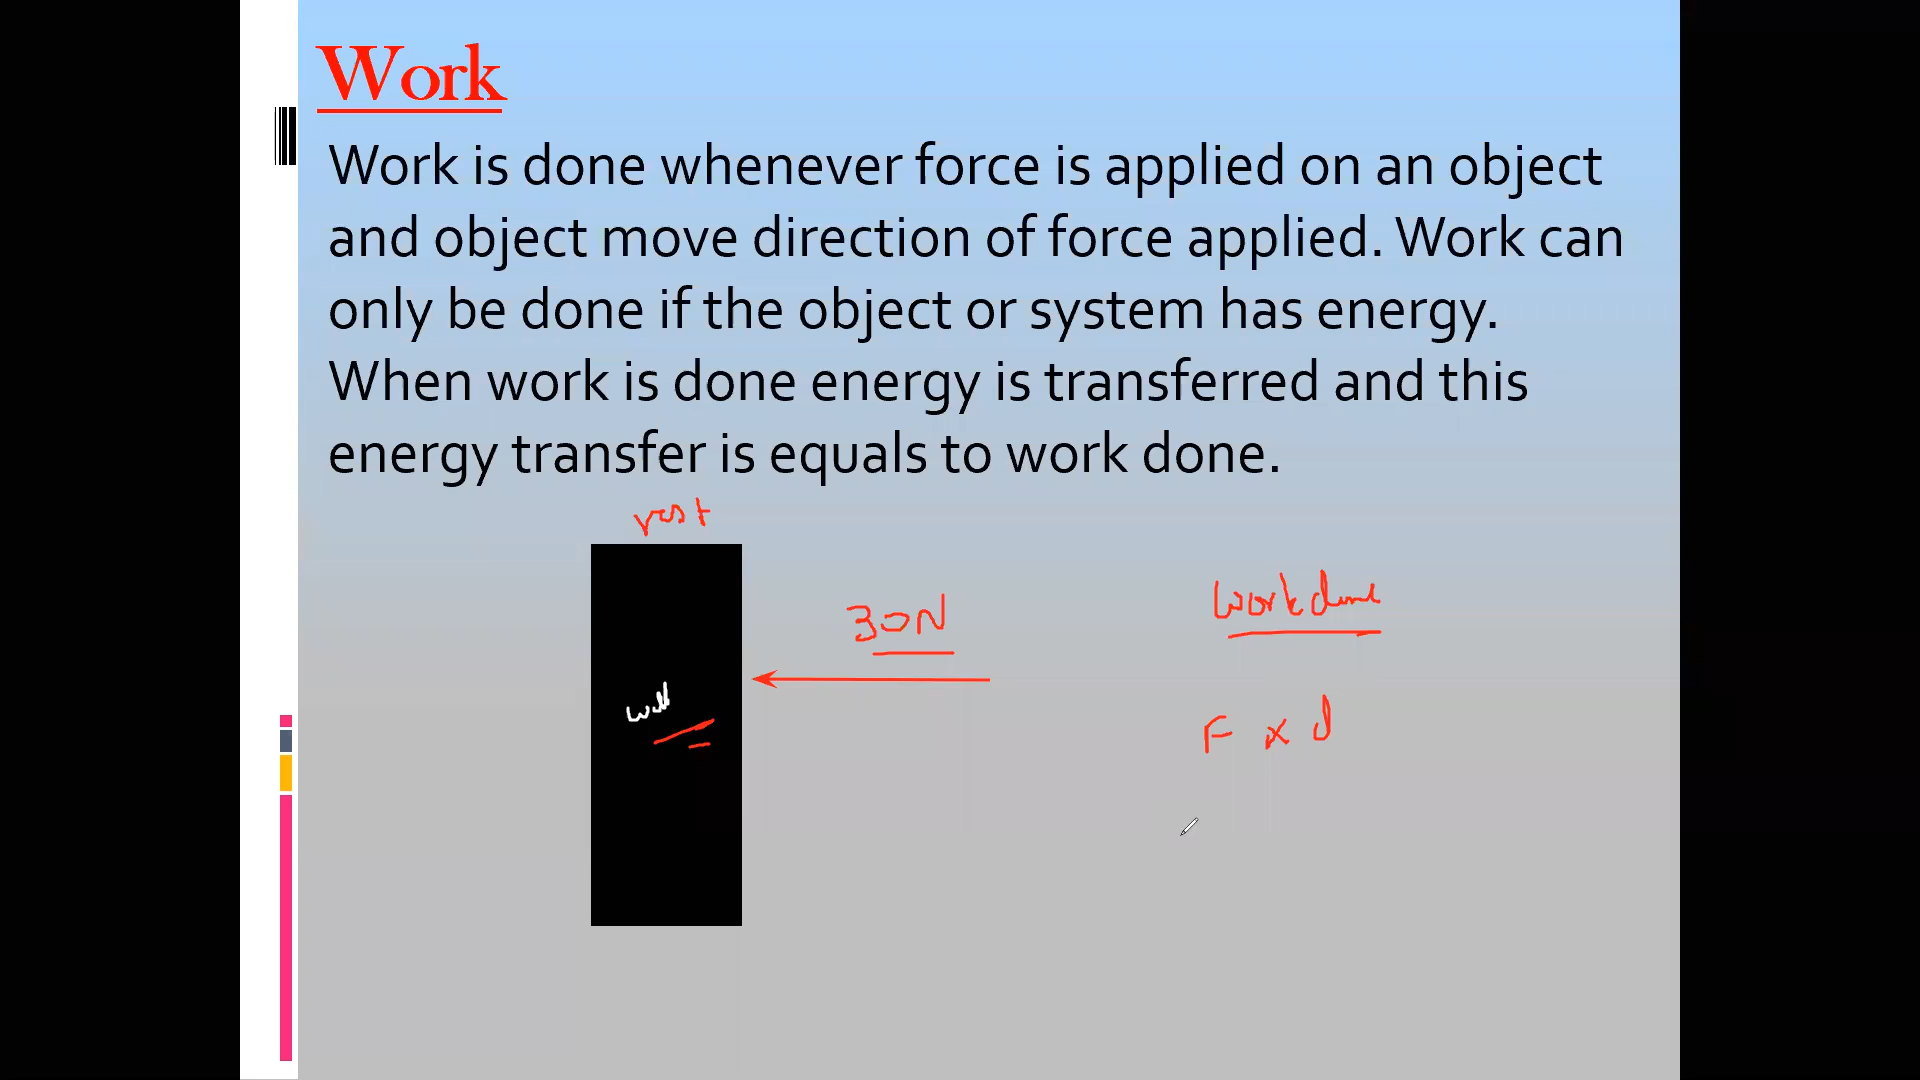 Work
Work is done whenever force is applied on an object
and object move direction of force applied. Work can
only be done if the object or system has energy.
When work is done energy is transferred and this
energy transfer is equals to work done.
rest
30N
work done
wall
F x d